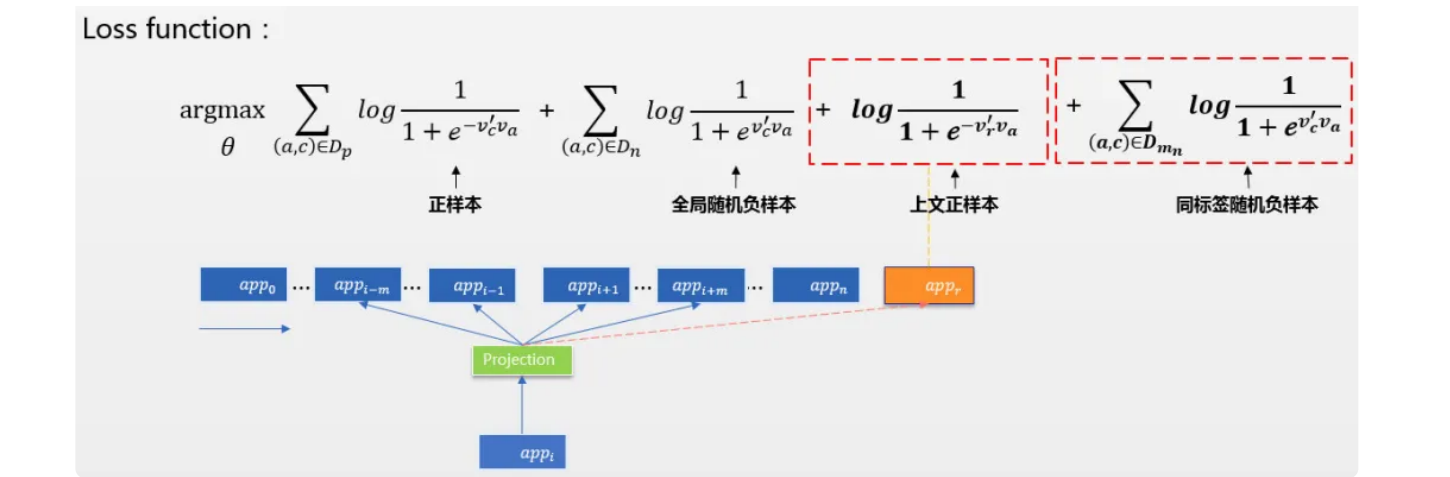 Loss function：
argmax θ ∑_{(a,c)∈D_p} log 1/(1 + e^{-v'_c v_a}) + ∑_{(a,c)∈D_n} log 1/(1 + e^{v'_c v_a}) + log 1/(1 + e^{-v'_r v_a}) + ∑_{(a,c)∈D_{m_n}} log 1/(1 + e^{v'_c v_a})
正样本 全局随机负样本 上文正样本 同标签随机负样本
app₀ ... app_{i−m} ... app_{i−1} app_{i+1} ... app_{i+m} ... app_n app_r
Projection
app_i